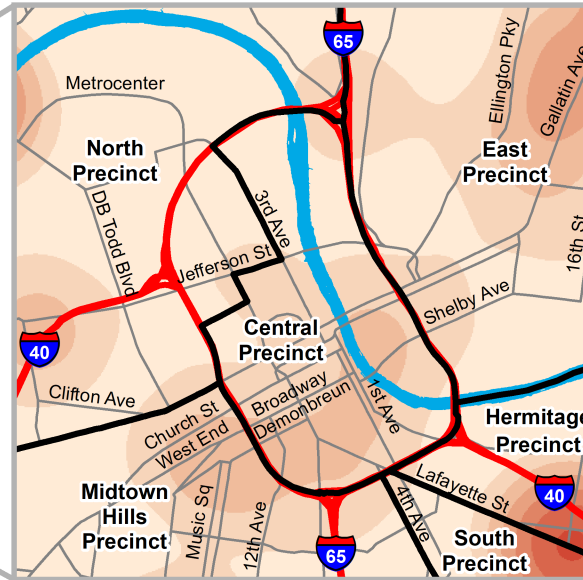 65
Metrocenter
Ellington Pky
Gallatin Ave
North
Precinct
East
Precinct
DB Todd Blvd
3rd Ave
16th St
Jefferson St
Shelby Ave
40
Central
Precinct
Clifton Ave
Broadway
1st Ave
Church St
Demonbreun
West End
Hermitage
Precinct
Midtown
Hills
Precinct
Music Sq
12th Ave
4th Ave
Lafayette St
40
65
South
Precinct